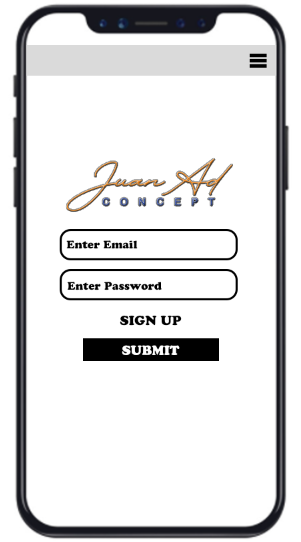 Juan Ad
CONCEPT
Enter Email
Enter Password
SIGN UP
SUBMIT